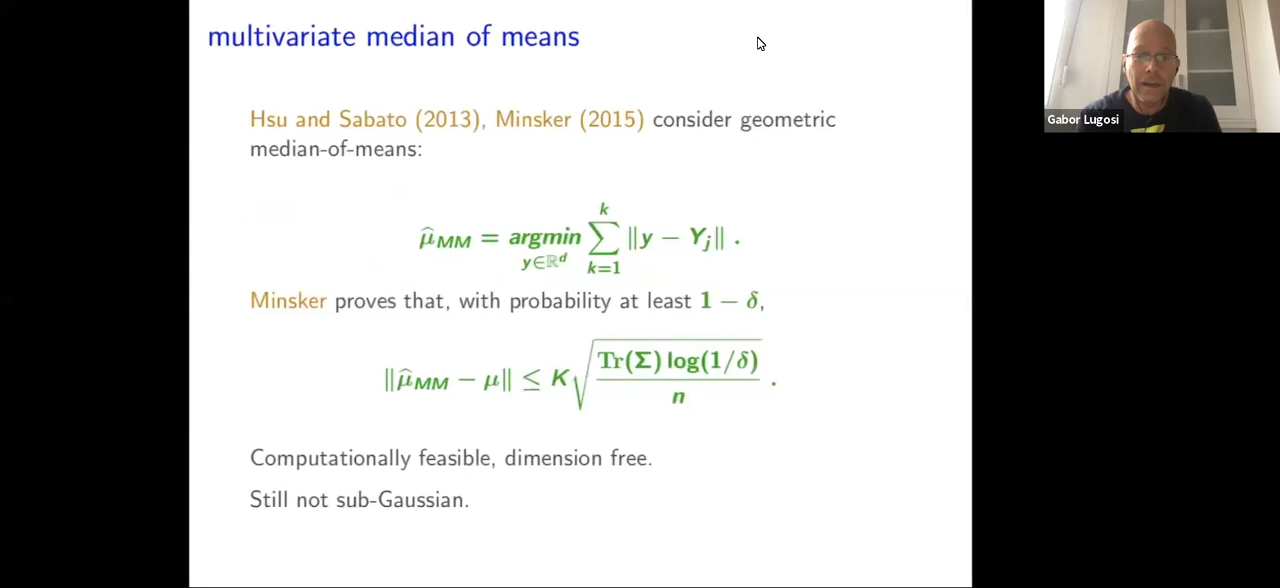 multivariate median of means
Gabor Lugosi
Hsu and Sabato (2013), Minsker (2015) consider geometric
median-of-means:
μ̂_MM = argmin_{y∈ℝ^d} ∑_{k=1}^{k} ‖y − Y_j‖ .
Minsker proves that, with probability at least 1 − δ,
‖μ̂_MM − μ‖ ≤ K√(Tr(Σ) log(1/δ) / n) .
Computationally feasible, dimension free.
Still not sub-Gaussian.